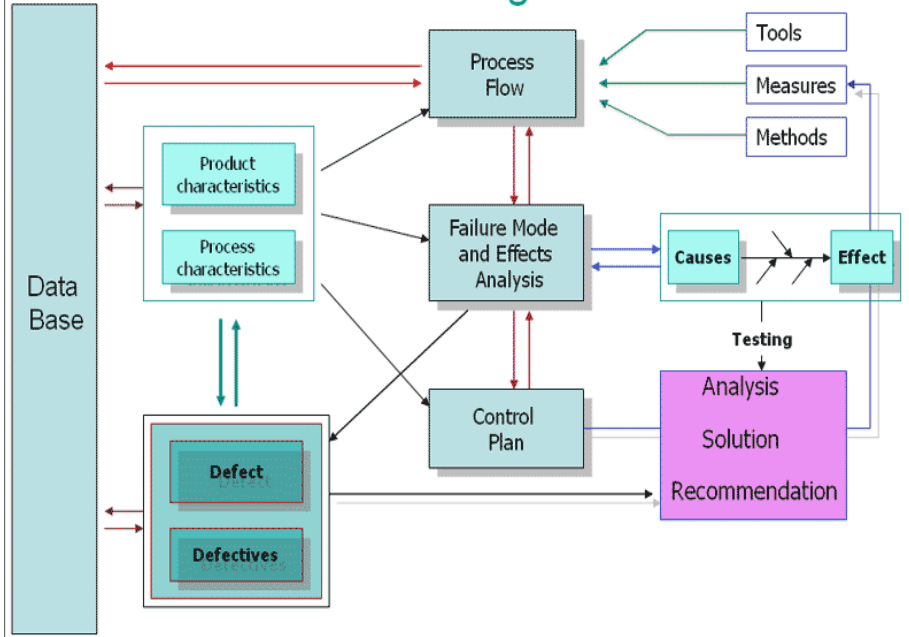 Data
Base
Process
Flow
Tools
Measures
Methods
Product
characteristics
Process
characteristics
Failure Mode
and Effects
Analysis
Causes
Effect
Testing
Control
Plan
Analysis
Solution
Recommendation
Defect
Defectives